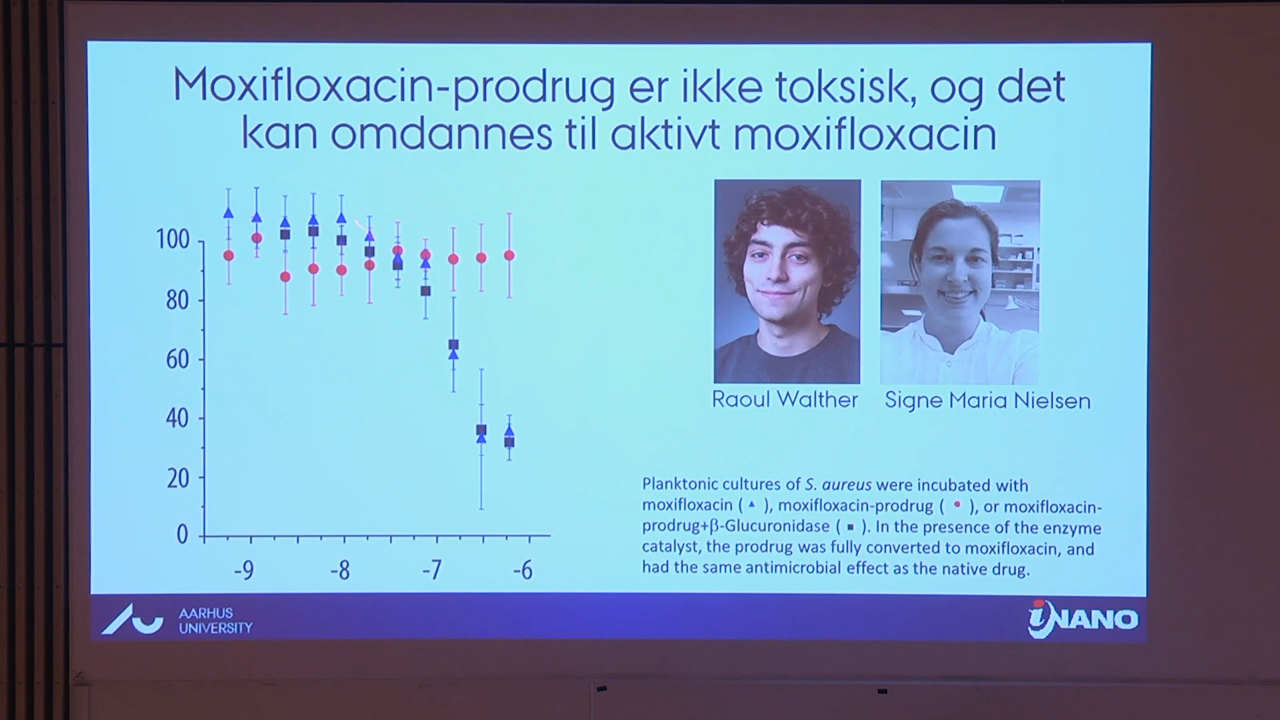 Moxifloxacin-prodrug er ikke toksisk, og det
kan omdannes til aktivt moxifloxacin
100
80
60
40
20
0
-9
-8
-7
-6
Raoul Walther
Signe Maria Nielsen
Planktonic cultures of S. aureus were incubated with
moxifloxacin ( ▲ ), moxifloxacin-prodrug ( ● ), or moxifloxacin-
prodrug+β-Glucuronidase ( ■ ). In the presence of the enzyme
catalyst, the prodrug was fully converted to moxifloxacin, and
had the same antimicrobial effect as the native drug.
AARHUS
UNIVERSITY
iNANO